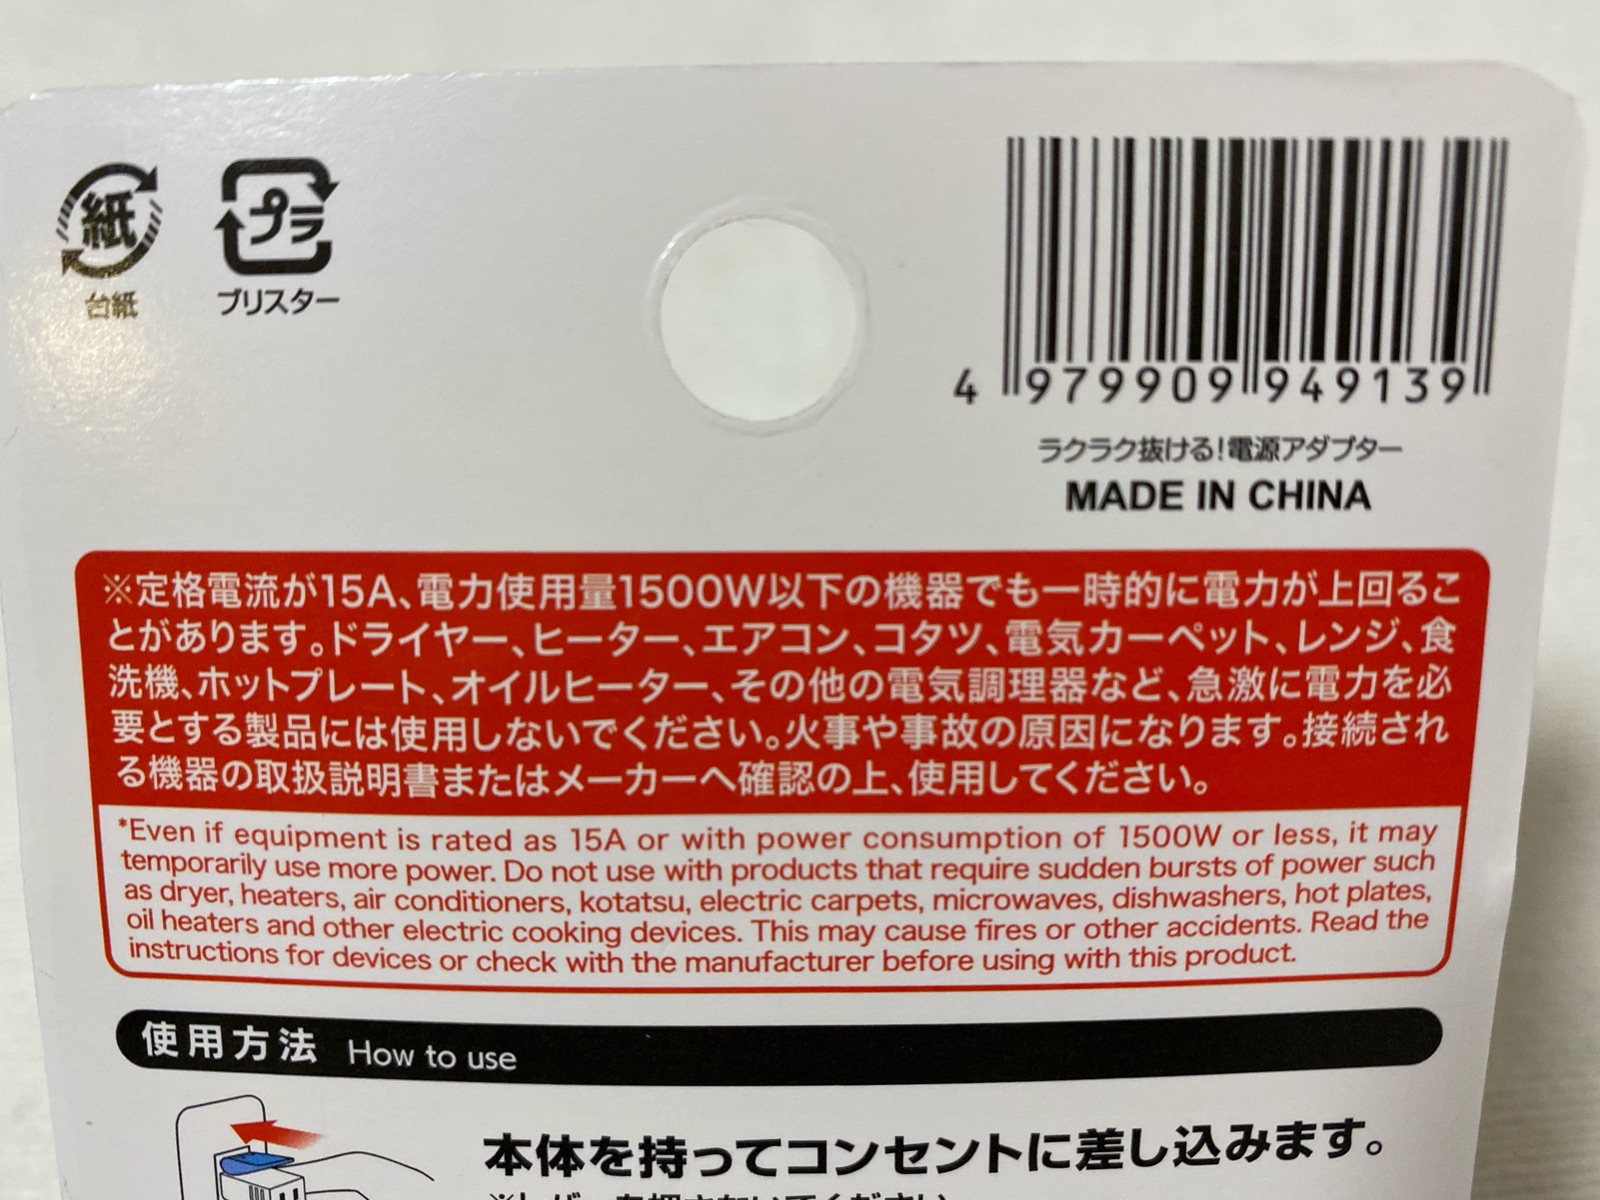 紙
プラ
台紙
ブリスター
4 979909 949139
ラクラク抜ける!電源アダプター
MADE IN CHINA
※定格電流が15A、電力使用量1500W以下の機器でも一時的に電力が上回るこ
とがあります。ドライヤー、ヒーター、エアコン、コタツ、電気カーペット、レンジ、食
洗機、ホットプレート、オイルヒーター、その他の電気調理器など、急激に電力を必
要とする製品には使用しないでください。火事や事故の原因になります。接続され
る機器の取扱説明書またはメーカーへ確認の上、使用してください。
*Even if equipment is rated as 15A or with power consumption of 1500W or less, it may
temporarily use more power. Do not use with products that require sudden bursts of power such
as dryer, heaters, air conditioners, kotatsu, electric carpets, microwaves, dishwashers, hot plates,
oil heaters and other electric cooking devices. This may cause fires or other accidents. Read the
instructions for devices or check with the manufacturer before using with this product.
使用方法 How to use
本体を持ってコンセントに差し込みます。